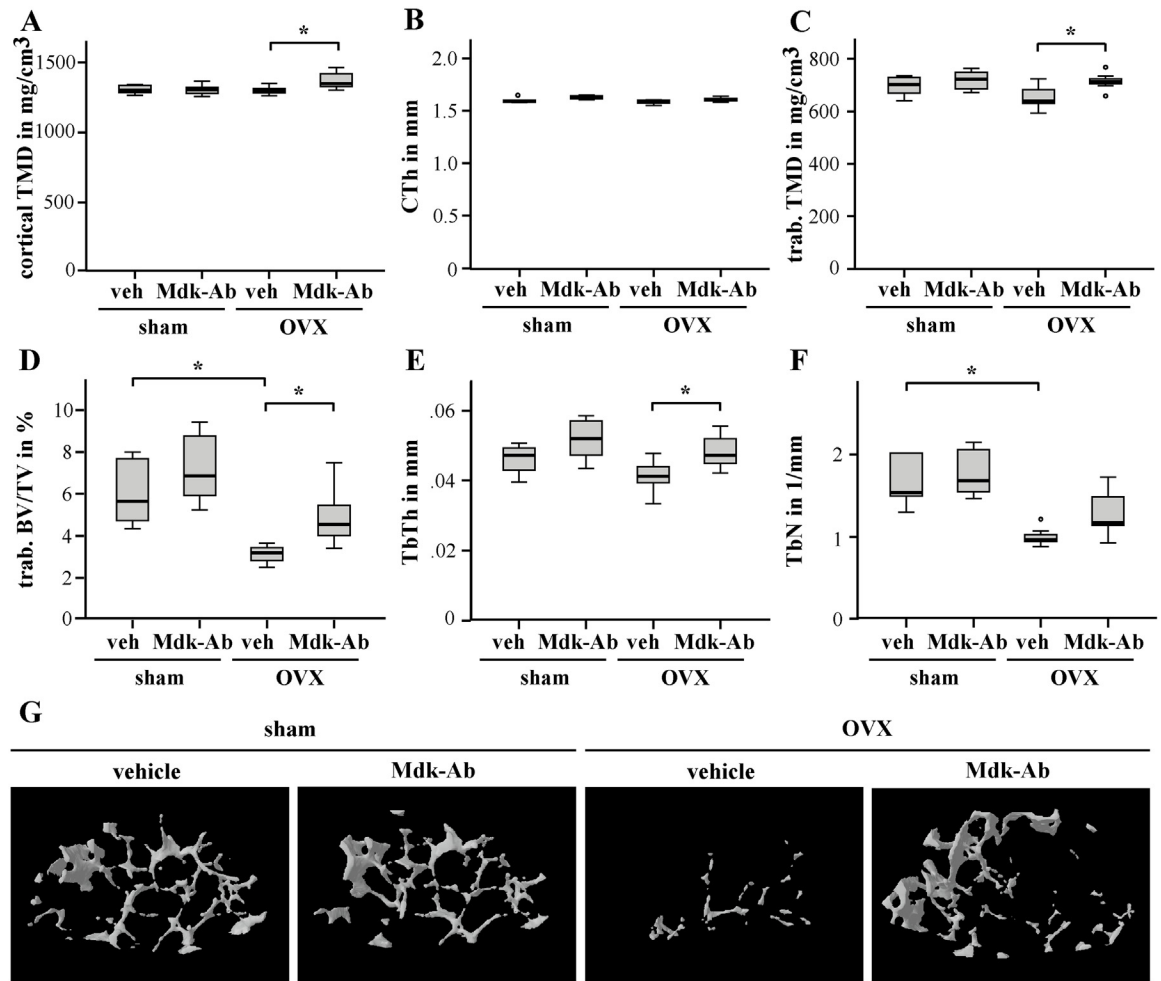 A
cortical TMD in mg/cm3
1500
1000
500
0
*
veh Mdk-Ab veh Mdk-Ab
sham OVX
B
CTh in mm
2.0
1.5
1.0
0.5
0
veh Mdk-Ab veh Mdk-Ab
sham OVX
C
trab. TMD in mg/cm3
800
600
400
200
0
*
veh Mdk-Ab veh Mdk-Ab
sham OVX
D
trab. BV/TV in %
10
8
6
4
2
0
*
*
veh Mdk-Ab veh Mdk-Ab
sham OVX
E
TbTh in mm
.06
.04
.02
0
*
veh Mdk-Ab veh Mdk-Ab
sham OVX
F
TbN in 1/mm
2
1
0
*
veh Mdk-Ab veh Mdk-Ab
sham OVX
G
sham OVX
vehicle Mdk-Ab vehicle Mdk-Ab